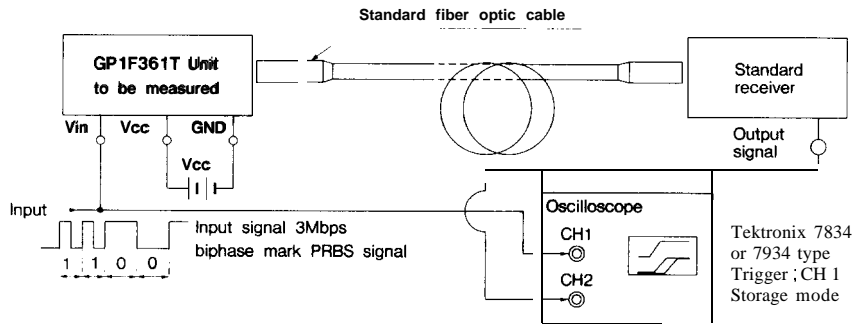 Standard fiber optic cable
GP1F361T Unit
to be measured
Standard
receiver
Vin Vcc GND
Output
signal
Vcc
Input
Input signal 3Mbps
biphase mark PRBS signal
1 1 0 0
Oscilloscope
CH1
CH2
Tektronix 7834
or 7934 type
Trigger ; CH 1
Storage mode